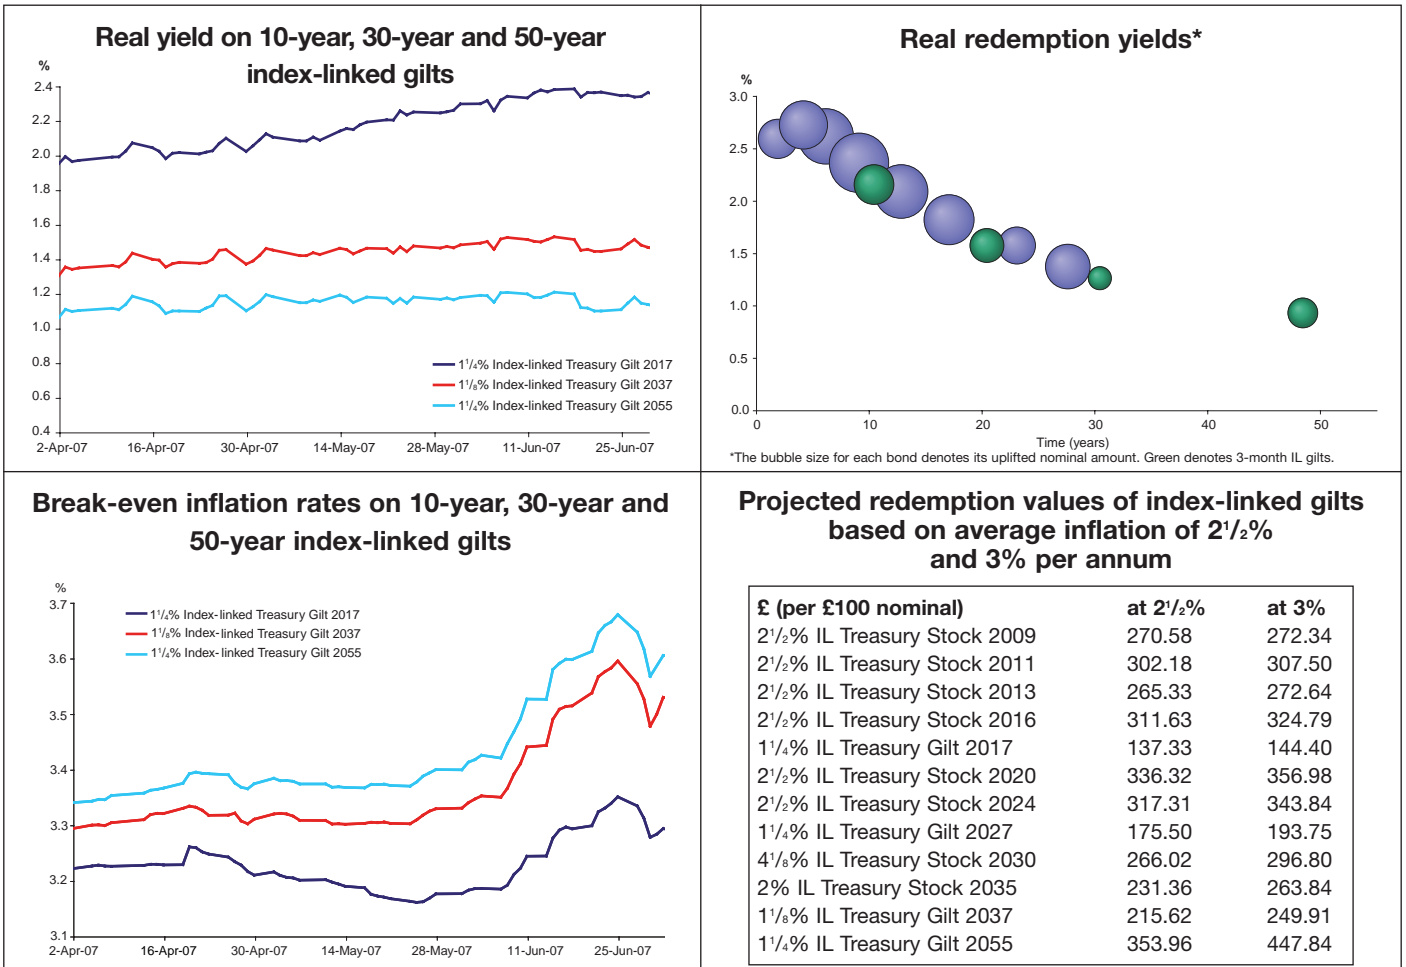 Real yield on 10-year, 30-year and 50-year
index-linked gilts
%
2.4
2.2
2.0
1.8
1.6
1.4
1.2
1.0
0.8
0.6
0.4
2-Apr-07 16-Apr-07 30-Apr-07 14-May-07 28-May-07 11-Jun-07 25-Jun-07
1¹/₄% Index-linked Treasury Gilt 2017
1¹/₈% Index-linked Treasury Gilt 2037
1¹/₄% Index-linked Treasury Gilt 2055
Real redemption yields*
%
3.0
2.5
2.0
1.5
1.0
0.5
0.0
0 10 20 30 40 50
Time (years)
*The bubble size for each bond denotes its uplifted nominal amount. Green denotes 3-month IL gilts.
Break-even inflation rates on 10-year, 30-year and
50-year index-linked gilts
%
3.7
3.6
3.5
3.4
3.3
3.2
3.1
1¹/₄% Index-linked Treasury Gilt 2017
1¹/₈% Index-linked Treasury Gilt 2037
1¹/₄% Index-linked Treasury Gilt 2055
2-Apr-07 16-Apr-07 30-Apr-07 14-May-07 28-May-07 11-Jun-07 25-Jun-07
Projected redemption values of index-linked gilts
based on average inflation of 2¹/₂%
and 3% per annum
£ (per £100 nominal) at 2¹/₂% at 3%
2¹/₂% IL Treasury Stock 2009 270.58 272.34
2¹/₂% IL Treasury Stock 2011 302.18 307.50
2¹/₂% IL Treasury Stock 2013 265.33 272.64
2¹/₂% IL Treasury Stock 2016 311.63 324.79
1¹/₄% IL Treasury Gilt 2017 137.33 144.40
2¹/₂% IL Treasury Stock 2020 336.32 356.98
2¹/₂% IL Treasury Stock 2024 317.31 343.84
1¹/₄% IL Treasury Gilt 2027 175.50 193.75
4¹/₈% IL Treasury Stock 2030 266.02 296.80
2% IL Treasury Stock 2035 231.36 263.84
1¹/₈% IL Treasury Gilt 2037 215.62 249.91
1¹/₄% IL Treasury Gilt 2055 353.96 447.84